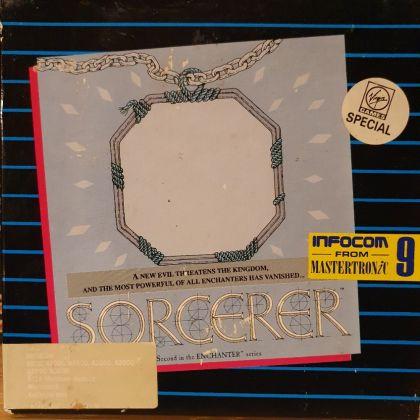 Virgin
GAMES
SPECIAL
INFOCOM
FROM
MASTERTRONIC
9
A NEW EVIL THREATENS THE KINGDOM,
AND THE MOST POWERFUL OF ALL ENCHANTERS HAS VANISHED...
SORCERER™
Second in the ENCHANTER series